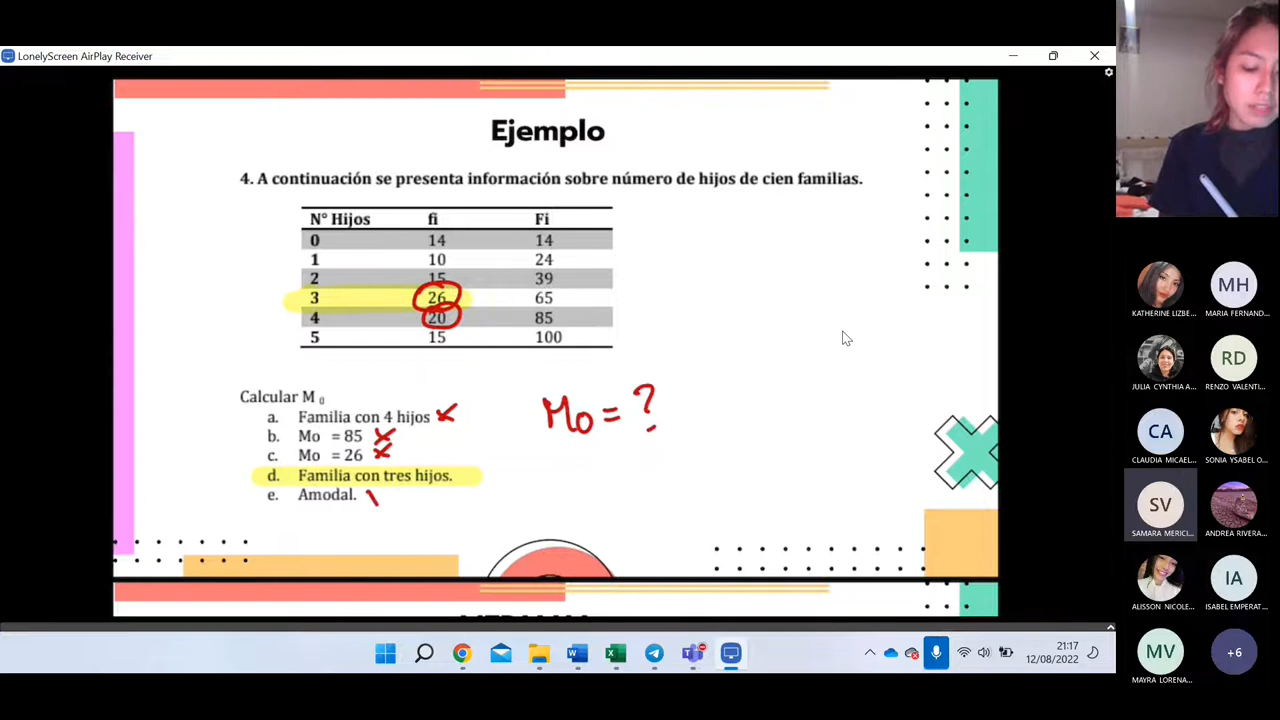 LonelyScreen AirPlay Receiver
Ejemplo
4. A continuación se presenta información sobre número de hijos de cien familias.
N° Hijos fi Fi
0 14 14
1 10 24
2 15 39
3 26 65
4 20 85
5 15 100
Calcular M 0
a. Familia con 4 hijos
b. Mo = 85
c. Mo = 26
d. Familia con tres hijos.
e. Amodal.
Mo = ?
KATHERINE LIZBE...
MH
MARIA FERNAND...
JULIA CYNTHIA A...
RD
RENZO VALENTI...
CA
CLAUDIA MICAEL...
SONIA YSABEL O...
SV
SAMARA MERICI...
ANDREA RIVERA...
ALISSON NICOLE...
IA
ISABEL EMPERAT...
MV
MAYRA LORENA...
+6
21:17
12/08/2022